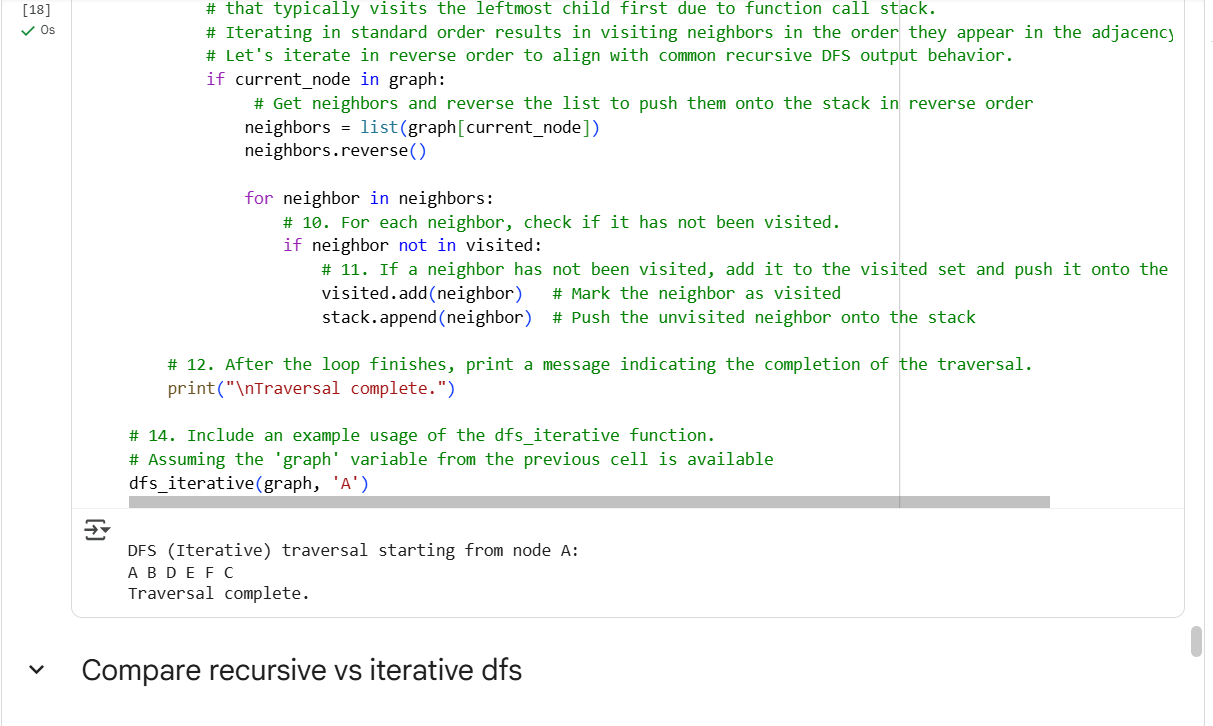 [18]
0s
# that typically visits the leftmost child first due to function call stack.
# Iterating in standard order results in visiting neighbors in the order they appear in the adjacency
# Let's iterate in reverse order to align with common recursive DFS output behavior.
if current_node in graph:
# Get neighbors and reverse the list to push them onto the stack in reverse order
neighbors = list(graph[current_node])
neighbors.reverse()
for neighbor in neighbors:
# 10. For each neighbor, check if it has not been visited.
if neighbor not in visited:
# 11. If a neighbor has not been visited, add it to the visited set and push it onto the
visited.add(neighbor)   # Mark the neighbor as visited
stack.append(neighbor)  # Push the unvisited neighbor onto the stack
# 12. After the loop finishes, print a message indicating the completion of the traversal.
print("\nTraversal complete.")
# 14. Include an example usage of the dfs_iterative function.
# Assuming the 'graph' variable from the previous cell is available
dfs_iterative(graph, 'A')
DFS (Iterative) traversal starting from node A:
A B D E F C
Traversal complete.
Compare recursive vs iterative dfs